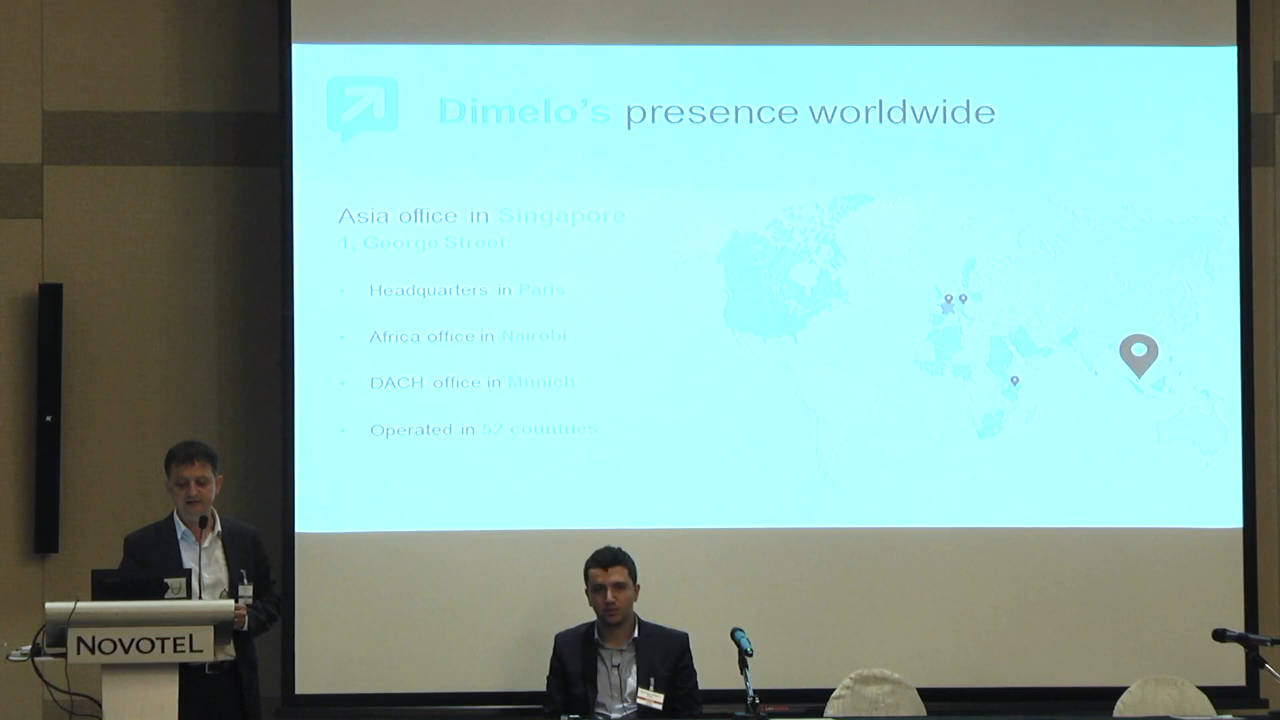 Dimelo's presence worldwide
Asia office in Singapore
1, George Street
Headquarters in Paris
Africa office in Nairobi
DACH office in Munich
Operated in 52 countries
NOVOTEL